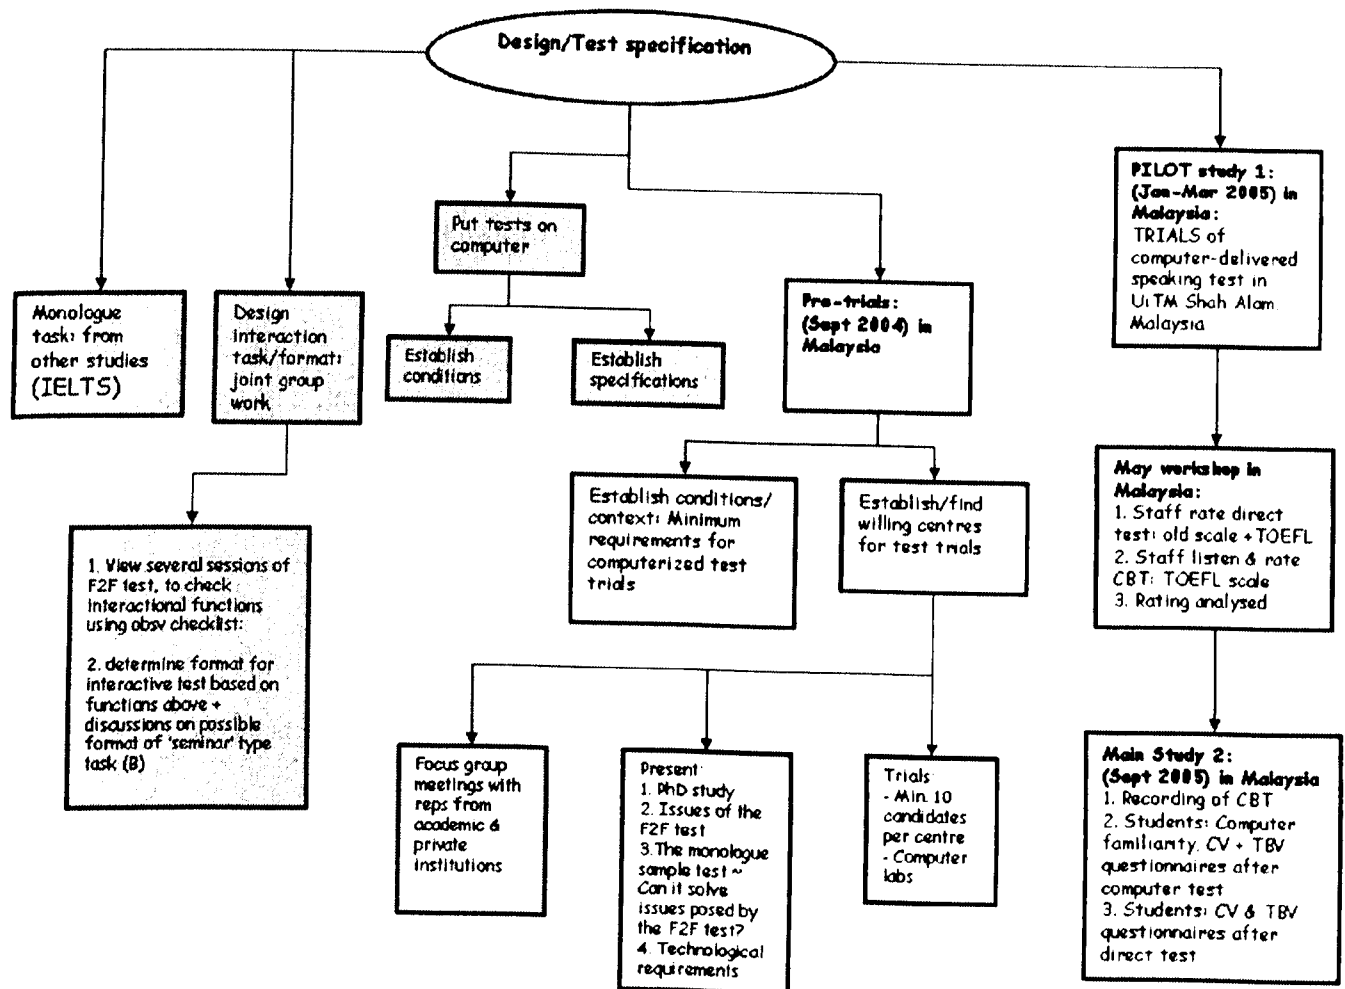 Design/Test specification
Monologue
task: from
other studies
(IELTS)
Design
interaction
task/format:
joint group
work
Put tests on
computer
Establish
conditions
Establish
specifications
Pre-trials:
(Sept 2004) in
Malaysia
PILOT study 1:
(Jan-Mar 2005) in
Malaysia:
TRIALS of
computer-delivered
speaking test in
UiTM Shah Alam
Malaysia
1. View several sessions of
F2F test, to check
interactional functions
using obsv checklist:
2. determine format for
interactive test based on
functions above +
discussions on possible
format of 'seminar' type
task (B)
Establish conditions/
context: Minimum
requirements for
computerized test
trials
Establish/find
willing centres
for test trials
May workshop in
Malaysia:
1. Staff rate direct
test: old scale +TOEFL
2. Staff listen & rate
CBT: TOEFL scale
3. Rating analysed
Focus group
meetings with
reps from
academic &
private
institutions
Present:
1. PhD study
2. Issues of the
F2F test
3.The monologue
sample test ~
Can it solve
issues posed by
the F2F test?
4. Technological
requirements
Trials
- Min. 10
candidates
per centre
- Computer
labs
Main Study 2:
(Sept 2005) in Malaysia
1. Recording of CBT
2. Students: Computer
familiarity, CV + TBV
questionnaires after
computer test
3. Students: CV & TBV
questionnaires after
direct test